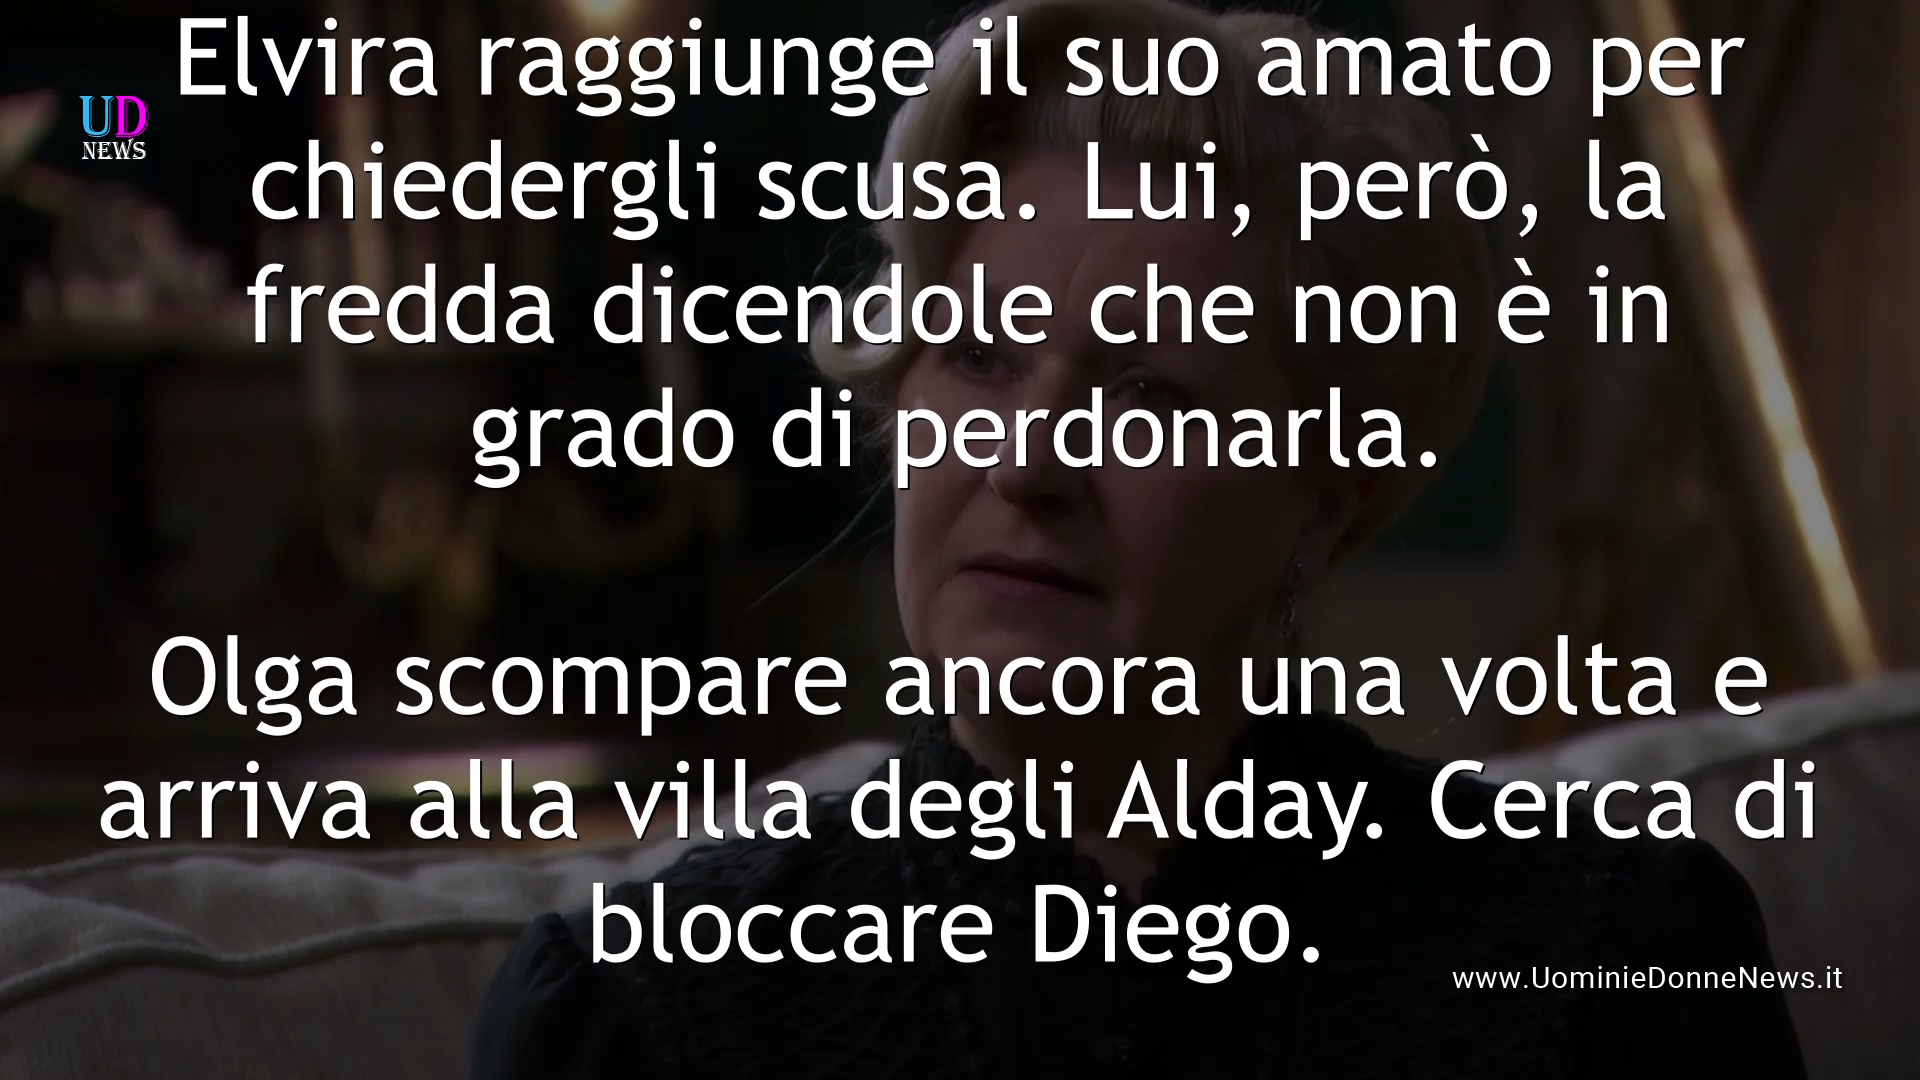 Elvira raggiunge il suo amato per
UD
NEWS
chiedergli scusa. Lui, però, la
fredda dicendole che non è in
grado di perdonarla.
Olga scompare ancora una volta e
arriva alla villa degli Alday. Cerca di
bloccare Diego.
www.UominieDonneNews.it